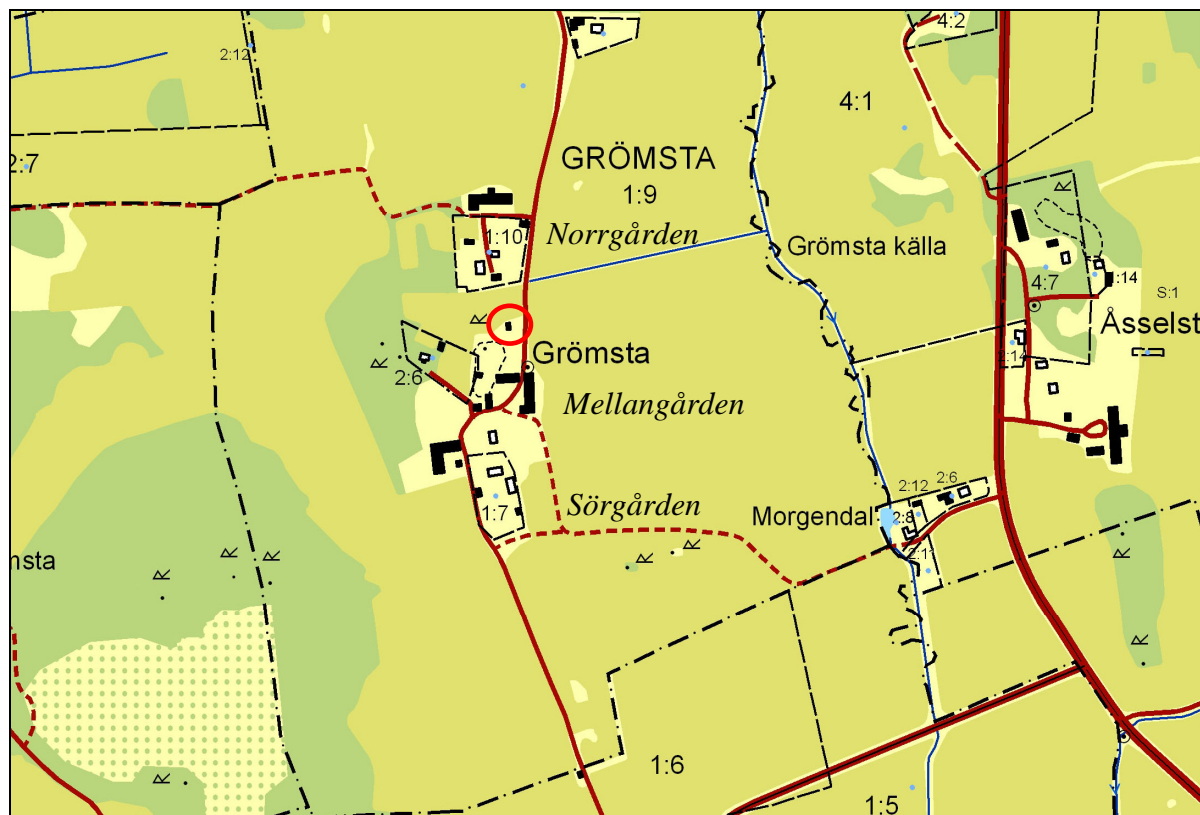 4:2
2:12
4:1
2:7
GRÖMSTA
R
1:9
1:10
Norrgården
Grömsta källa
4:7
1:14
S:1
R
Åsselst
Grömsta
2:14
R
2:6
Mellangården
2:12
2:6
1:7
Sörgården
Morgendal
2:8
R
R
R
2:11
msta
R
R
R
R
1:6
R
1:5